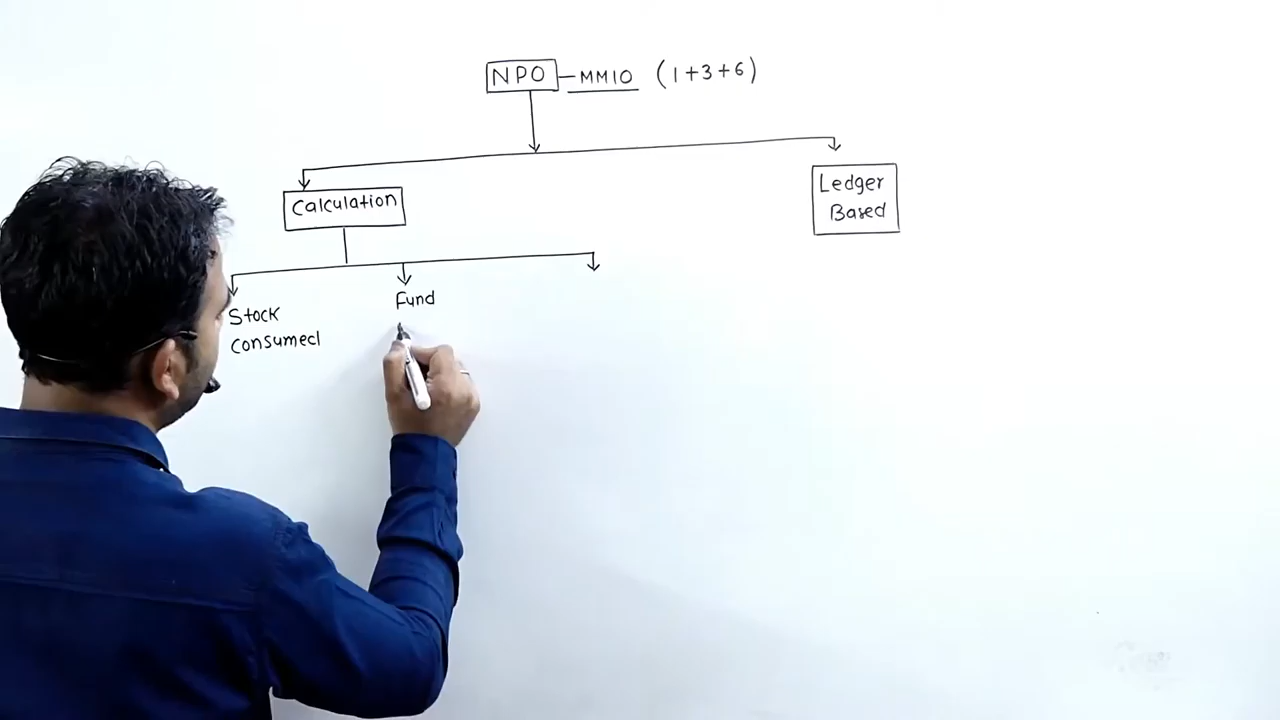 NPO - MM10 (1+3+6)
Calculation
Ledger
Based
Stock
consumed
Fund